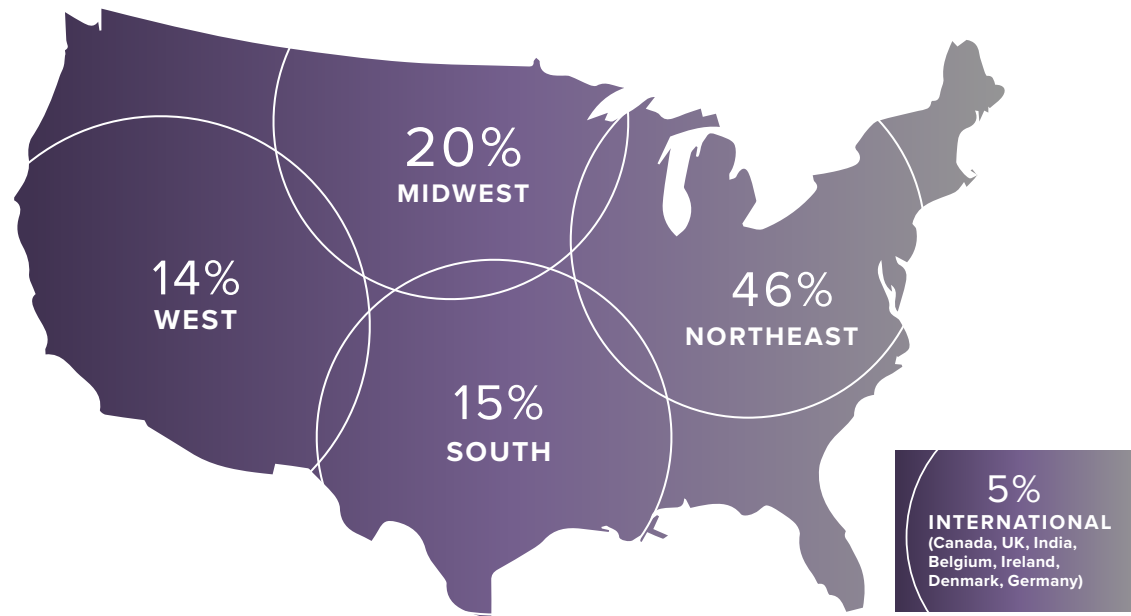 20%
MIDWEST
14%
WEST
46%
NORTHEAST
15%
SOUTH
5%
INTERNATIONAL
(Canada, UK, India,
Belgium, Ireland,
Denmark, Germany)